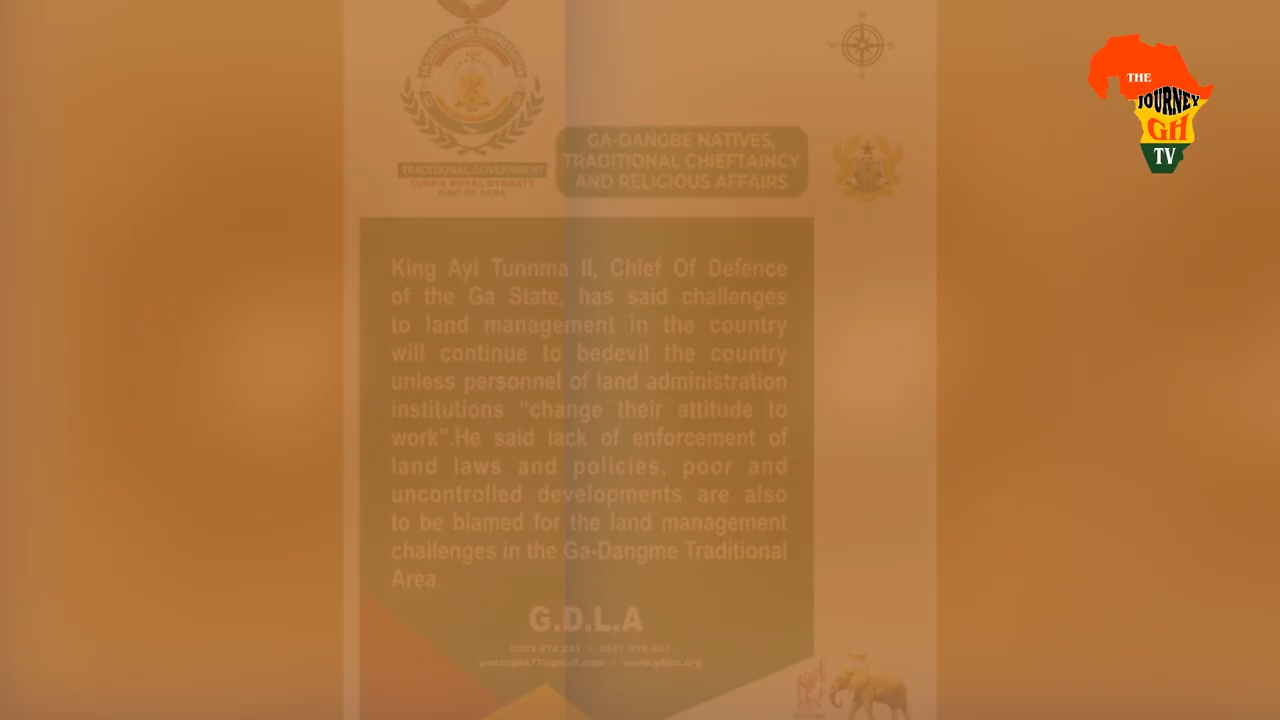 N
W E
S
THE
JOURNEY
GH
TV
TRADITIONAL GOVERNMENT
TUNMA ROYAL DYNASTY
KING OF AKRA
GA-DANGBE NATIVES,
TRADITIONAL CHIEFTAINCY
AND RELIGIOUS AFFAIRS
King Ayi Tunnma II, Chief Of Defence
of the Ga State, has said challenges
to land management in the country
will continue to bedevil the country
unless personnel of land administration
institutions “change their attitude to
work”.He said lack of enforcement of
land laws and policies, poor and
uncontrolled developments are also
to be blamed for the land management
challenges in the Ga-Dangme Traditional
Area.
G.D.L.A